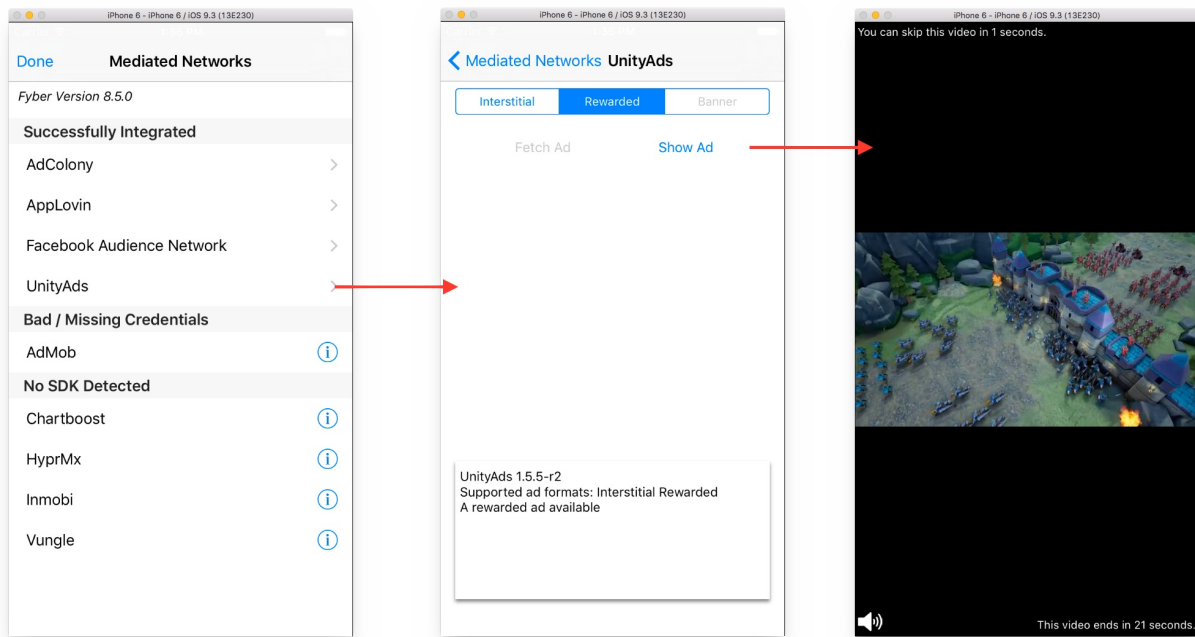 iPhone 6 - iPhone 6 / iOS 9.3 (13E230)
Done Mediated Networks
Fyber Version 8.5.0
Successfully Integrated
AdColony
AppLovin
Facebook Audience Network
UnityAds
Bad / Missing Credentials
AdMob
No SDK Detected
Chartboost
HyprMx
Inmobi
Vungle
iPhone 6 - iPhone 6 / iOS 9.3 (13E230)
Mediated Networks UnityAds
Interstitial Rewarded Banner
Fetch Ad Show Ad
UnityAds 1.5.5-r2
Supported ad formats: Interstitial Rewarded
A rewarded ad available
iPhone 6 - iPhone 6 / iOS 9.3 (13E230)
You can skip this video in 1 seconds.
This video ends in 21 seconds.